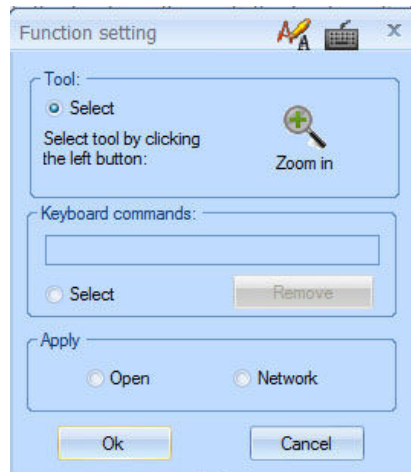 Function setting
x
Tool:
Select
Select tool by clicking
the left button:
Zoom in
Keyboard commands:
Select
Remove
Apply
Open
Network
Ok
Cancel